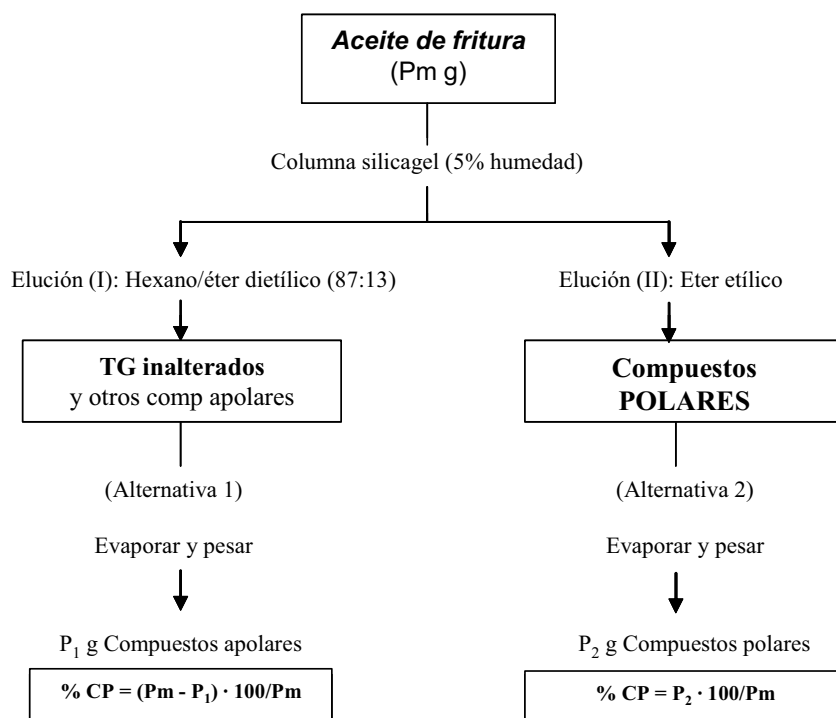 Aceite de fritura
(Pm g)
Columna silicagel (5% humedad)
Elución (I): Hexano/éter dietílico (87:13)
Elución (II): Eter etílico
TG inalterados
y otros comp apolares
Compuestos
POLARES
(Alternativa 1)
(Alternativa 2)
Evaporar y pesar
Evaporar y pesar
P₁ g Compuestos apolares
P₂ g Compuestos polares
% CP = (Pm - P₁) · 100/Pm
% CP = P₂ · 100/Pm